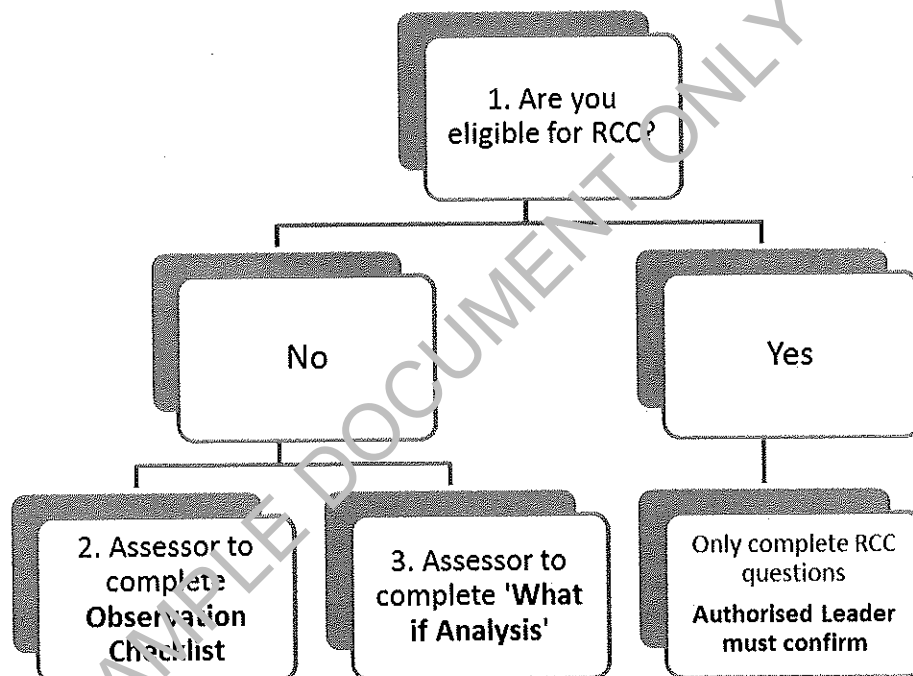 1. Are you
eligible for RCC?
No
Yes
2. Assessor to
complete
Observation
Checklist
3. Assessor to
complete 'What
if Analysis'
Only complete RCC
questions
Authorised Leader
must confirm
AMPLE DOCUMENT ONLY